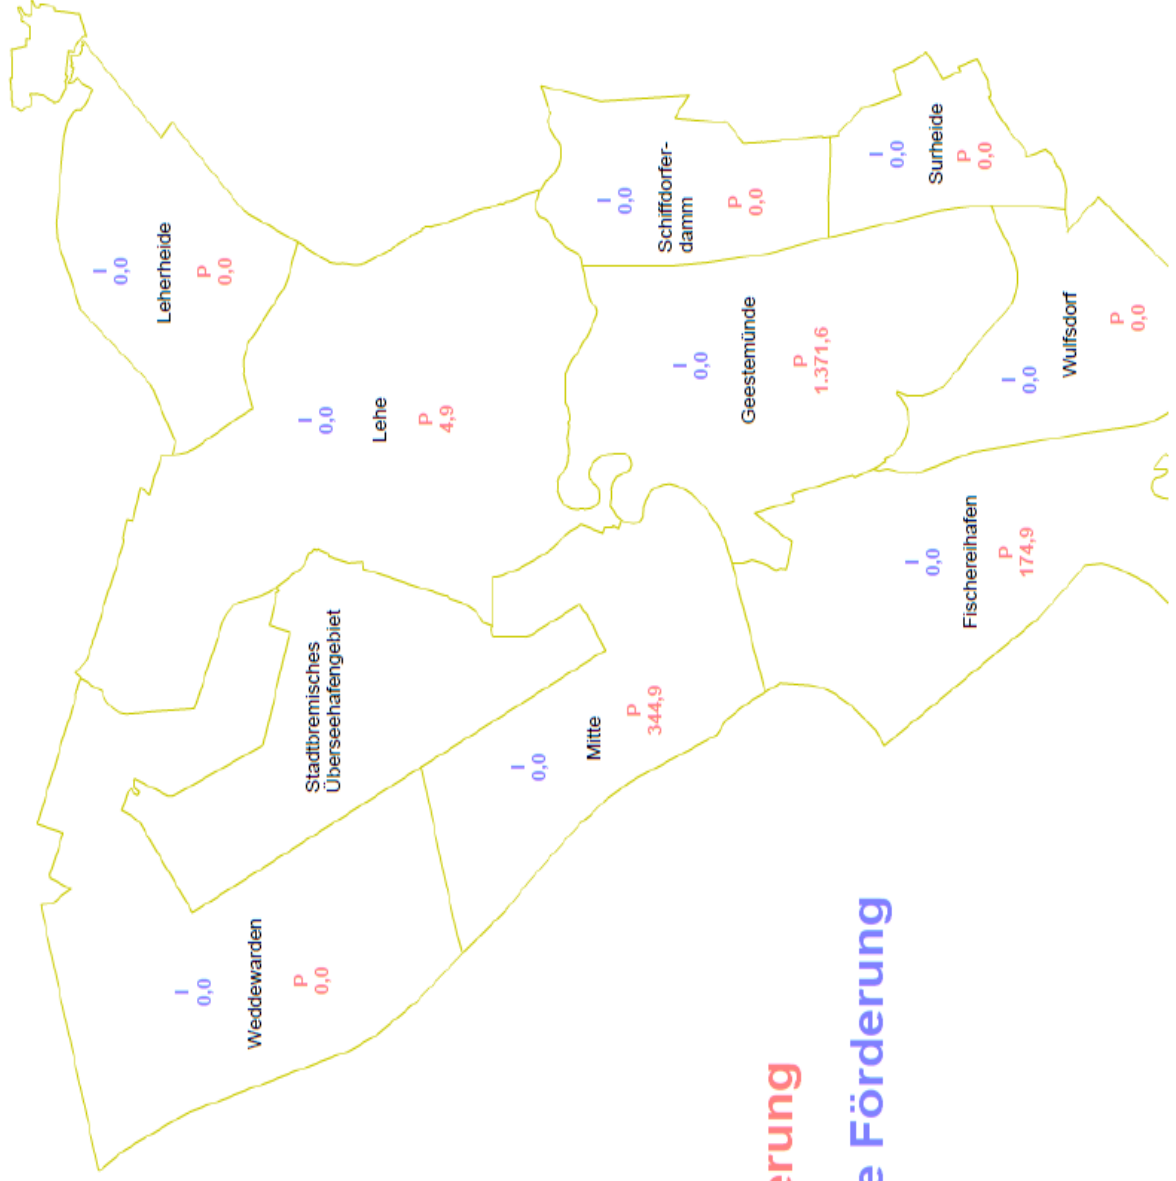 I
0,0
Leherheide
P
0,0
I
0,0
Weddewarden
P
0,0
Stadtbremisches
Überseehafengebiet
I
0,0
Lehe
P
4,9
I
0,0
Mitte
P
344,9
I
0,0
Schiffdorfer-
damm
P
0,0
I
0,0
Geestemünde
P
1.371,6
I
0,0
Surheide
P
0,0
I
0,0
Fischereihafen
P
174,9
I
0,0
Wulfsdorf
P
0,0
erung
e Förderung